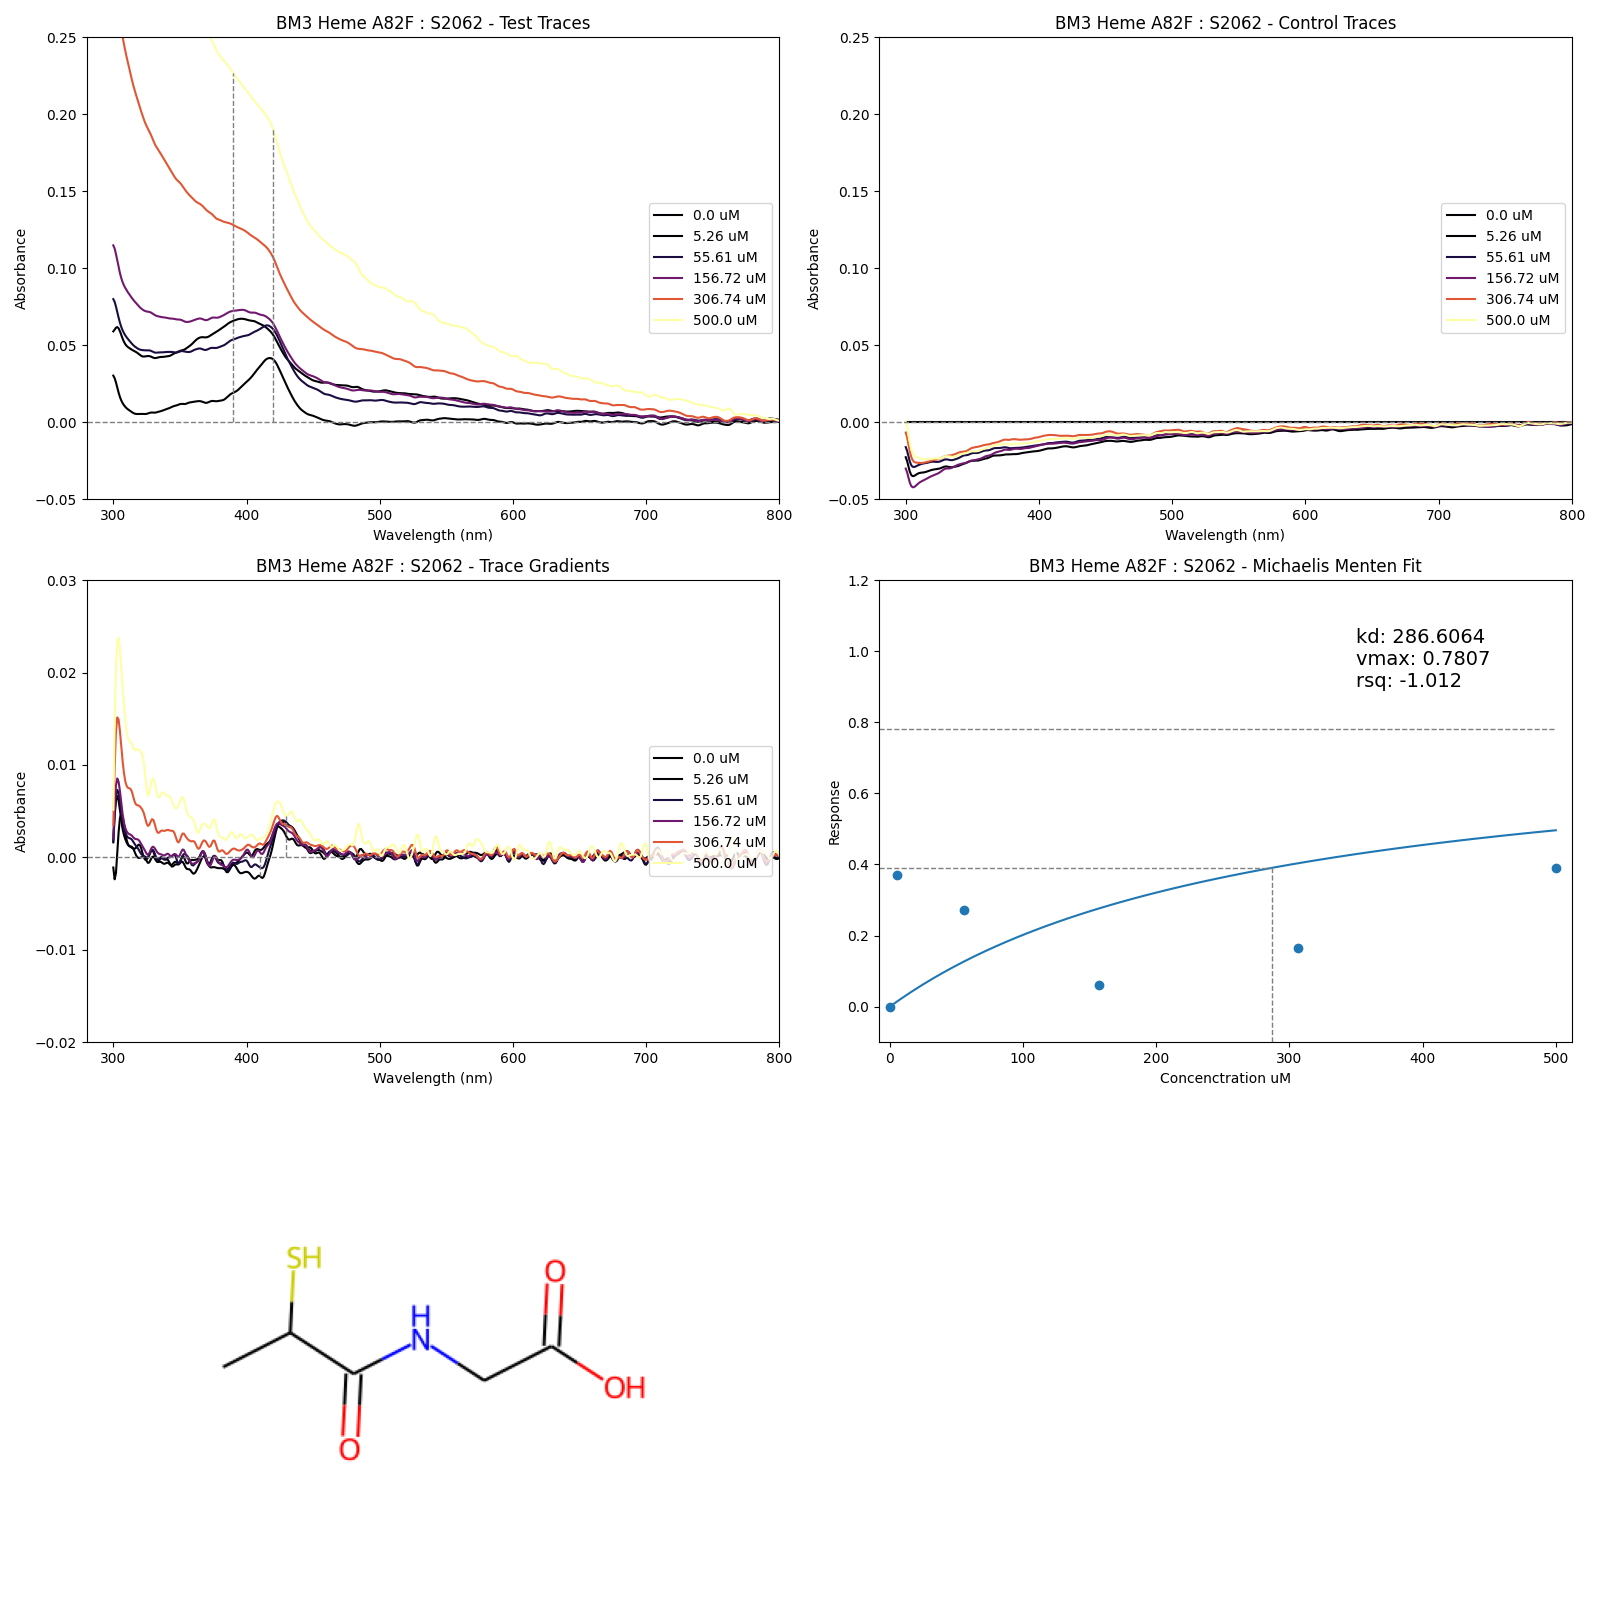 BM3 Heme A82F : S2062 - Test Traces
0.25
0.20
0.15
0.10
0.05
0.00
−0.05
Absorbance
300 400 500 600 700 800
Wavelength (nm)
0.0 uM
5.26 uM
55.61 uM
156.72 uM
306.74 uM
500.0 uM
BM3 Heme A82F : S2062 - Control Traces
0.25
0.20
0.15
0.10
0.05
0.00
−0.05
Absorbance
300 400 500 600 700 800
Wavelength (nm)
0.0 uM
5.26 uM
55.61 uM
156.72 uM
306.74 uM
500.0 uM
BM3 Heme A82F : S2062 - Trace Gradients
0.03
0.02
0.01
0.00
−0.01
−0.02
Absorbance
300 400 500 600 700 800
Wavelength (nm)
0.0 uM
5.26 uM
55.61 uM
156.72 uM
306.74 uM
500.0 uM
BM3 Heme A82F : S2062 - Michaelis Menten Fit
1.2
1.0
0.8
0.6
0.4
0.2
0.0
Response
kd: 286.6064
vmax: 0.7807
rsq: -1.012
0 100 200 300 400 500
Concenctration uM
SH
O
H
N
OH
O